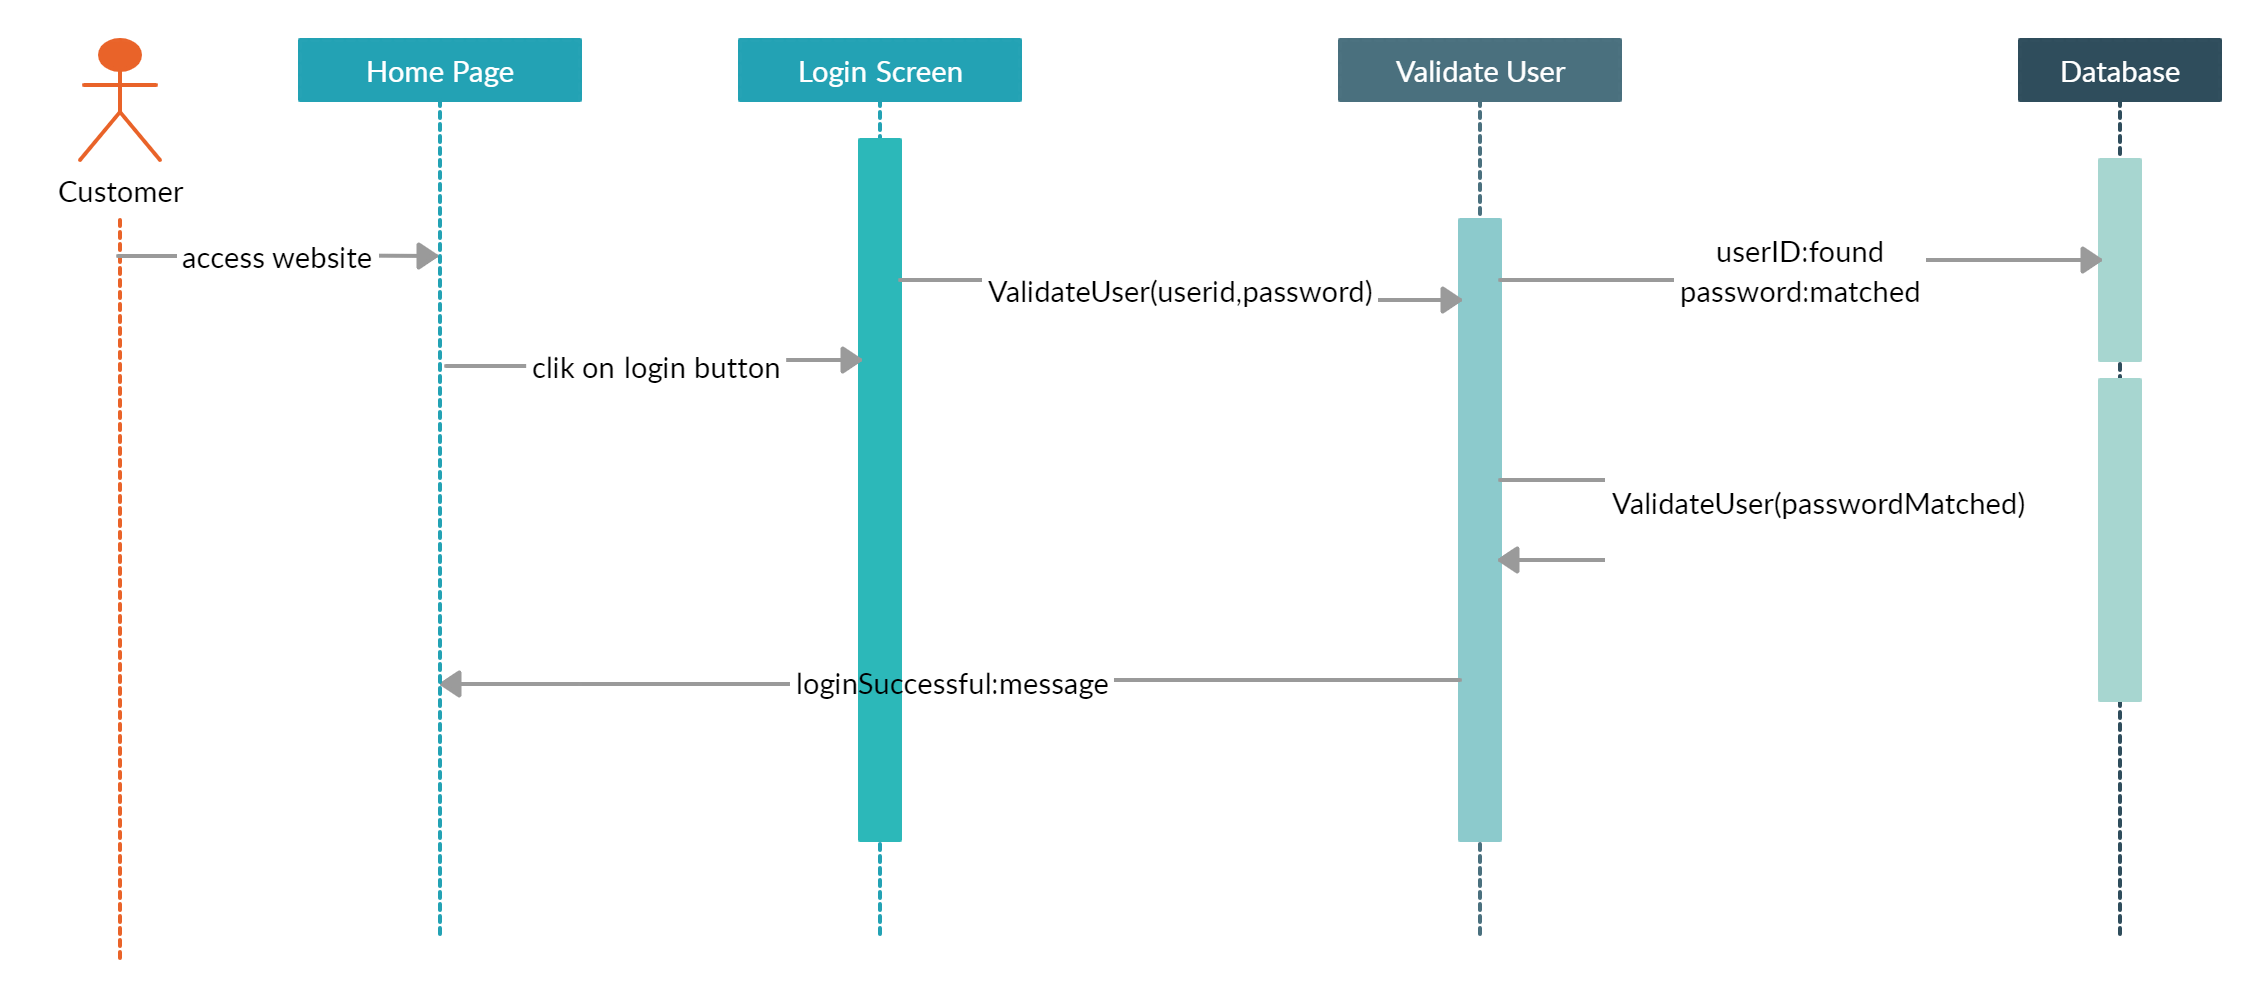 Home Page
Login Screen
Validate User
Database
Customer
access website
userID:found
password:matched
ValidateUser(userid,password)
clik on login button
ValidateUser(passwordMatched)
loginSuccessful:message